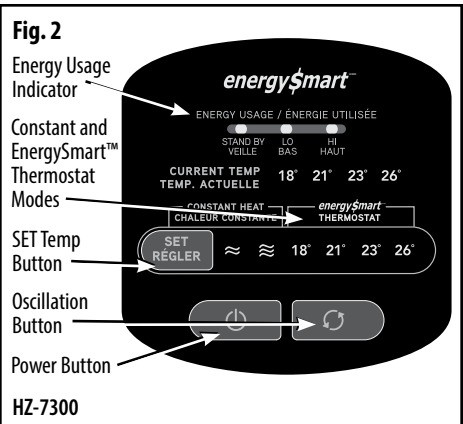 Fig. 2
Energy Usage
Indicator
Constant and
EnergySmart™
Thermostat
Modes
SET Temp
Button
Oscillation
Button
Power Button
HZ-7300
energy$mart™
ENERGY USAGE / ÉNERGIE UTILISÉE
STAND BY LO HI
VEILLE BAS HAUT
CURRENT TEMP
TEMP. ACTUELLE 18° 21° 23° 26°
CONSTANT HEAT energy$mart™
CHALEUR CONSTANTE THERMOSTAT
SET
RÉGLER 18° 21° 23° 26°